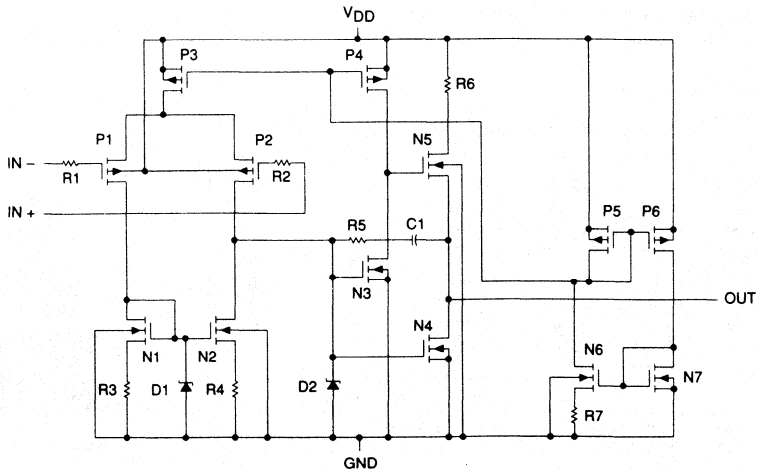 VDD
P3
P4
R6
P1
P2
N5
IN –
R1
R2
IN +
P5
P6
R5
C1
N3
OUT
N4
N1
N2
N6
N7
R3
D1
R4
D2
R7
GND